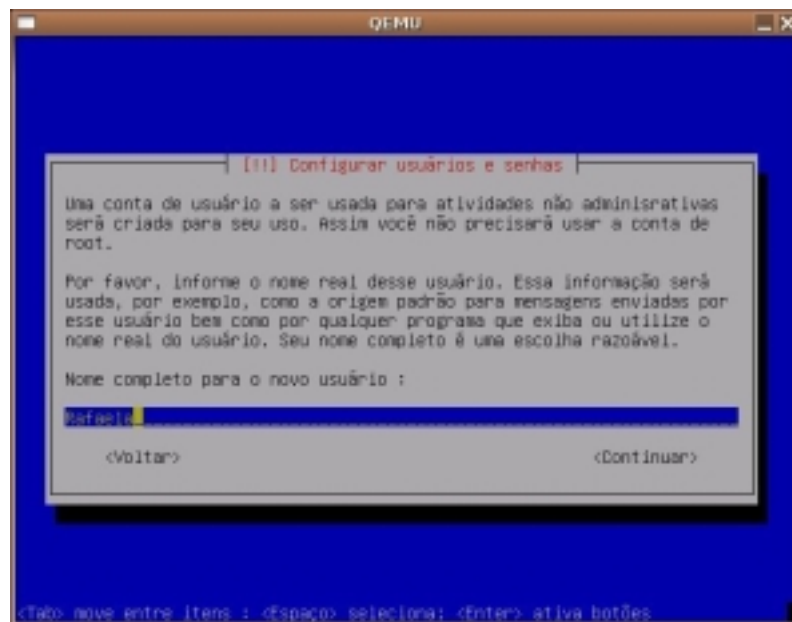 QEMU
[!!] Configurar usuários e senhas
Uma conta de usuário a ser usada para atividades não adminisrativas
será criada para seu uso. Assim você não precisará usar a conta de
root.
Por favor, informe o nome real desse usuário. Essa informação será
usada, por exemplo, como a origem padrão para mensagens enviadas por
esse usuário bem como por qualquer programa que exiba ou utilize o
nome real do usuário. Seu nome completo é uma escolha razoável.
Nome completo para o novo usuário :
Rafaela
<Voltar> <Continuar>
<Tab> move entre itens ; <Espaço> seleciona; <Enter> ativa botões